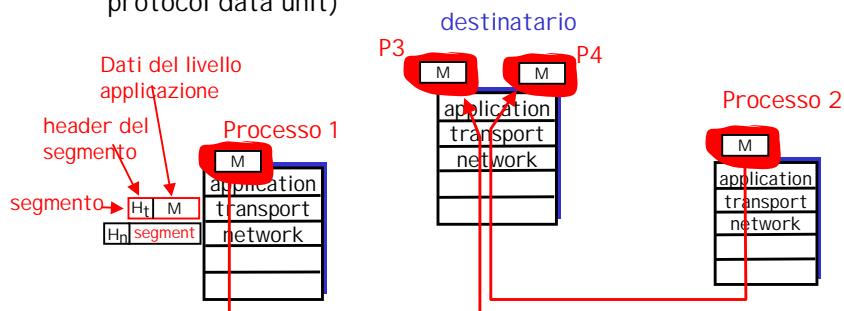 protocol data unit)
destinatario
P3
P4
M
M
Dati del livello
applicazione
application
transport
network
Processo 2
header del
segmento
Processo 1
M
M
application
transport
network
application
transport
network
segmento
Ht M
Hn segment